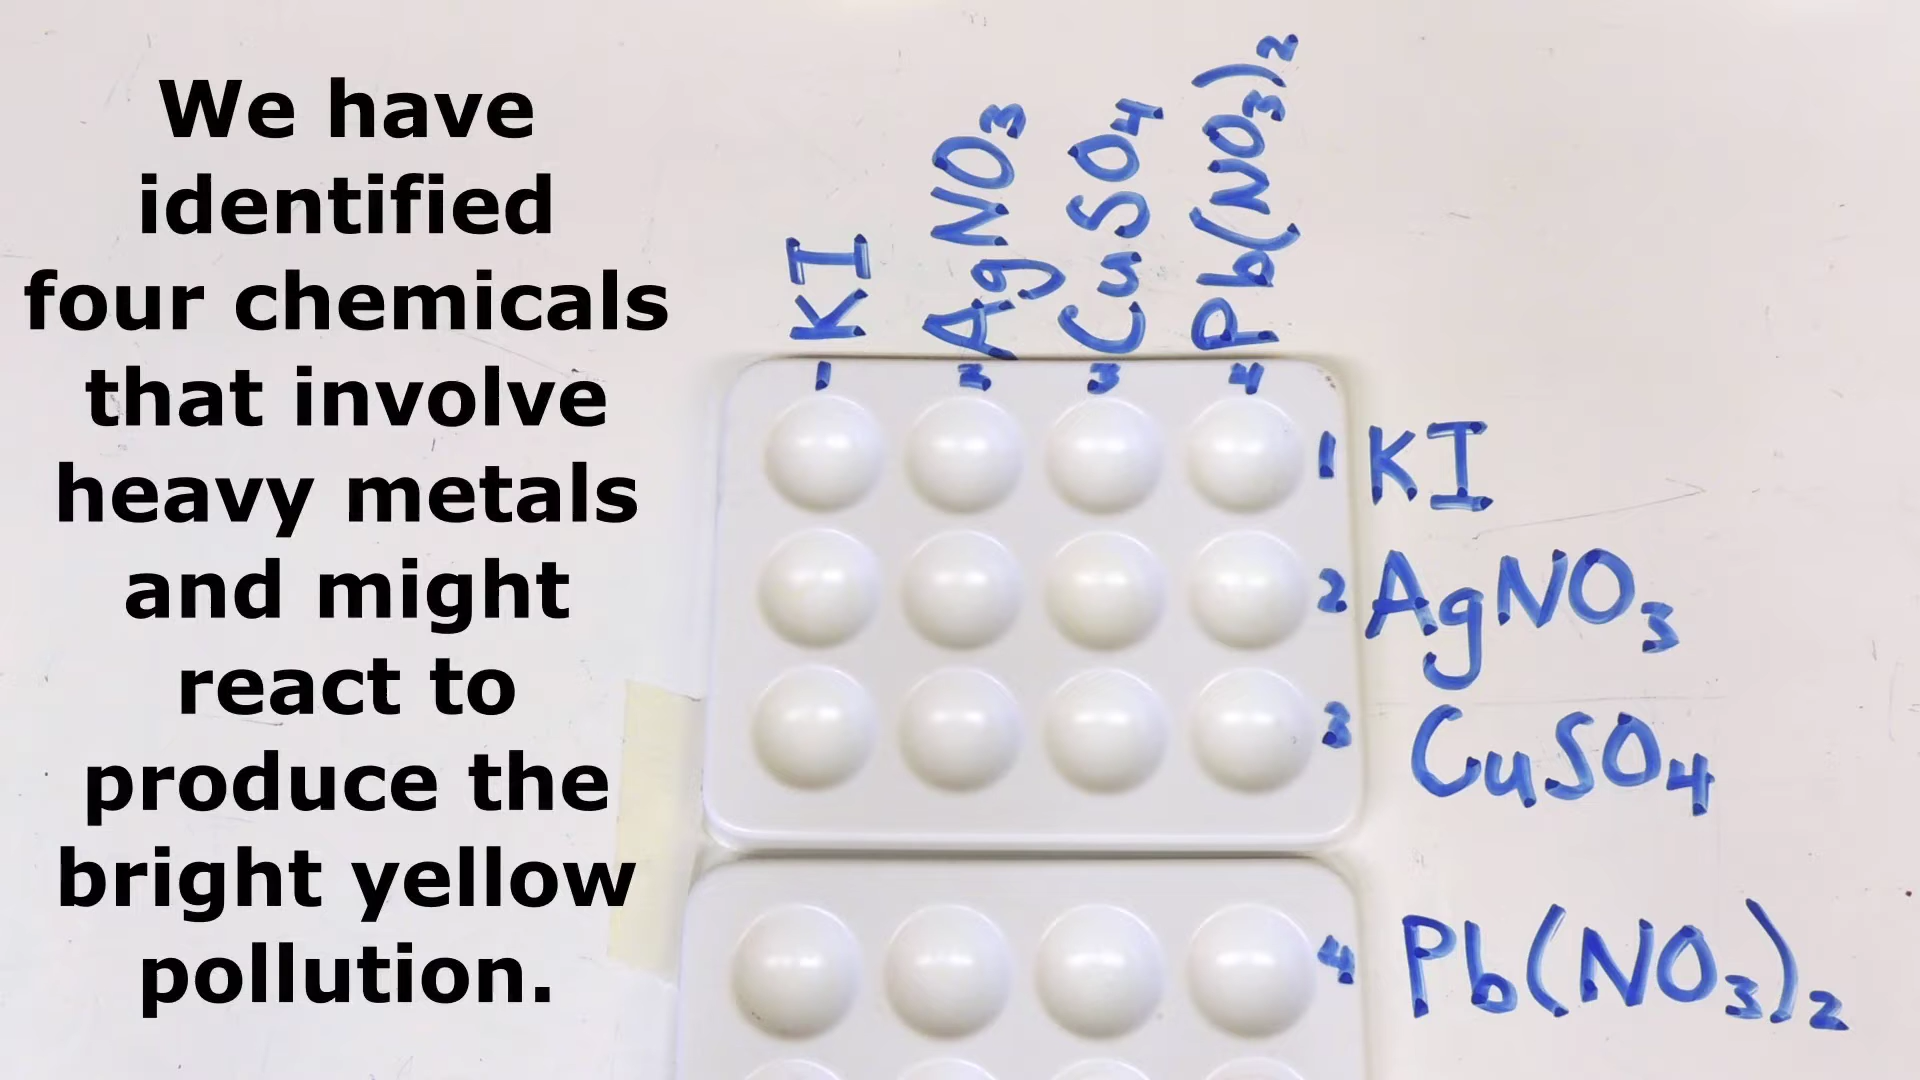 We have
identified
four chemicals
that involve
heavy metals
and might
react to
produce the
bright yellow
pollution.
KI
AgNO3
CuSO4
Pb(NO3)2
1 2 3 4
1 KI
2 AgNO3
3 CuSO4
4 Pb(NO3)2